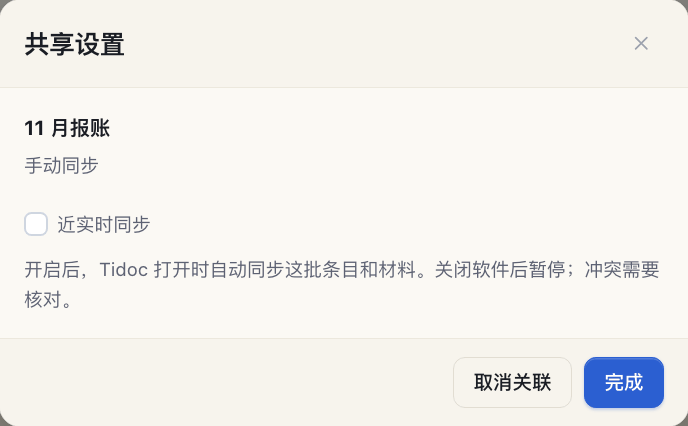 共享设置
11 月报账
手动同步
近实时同步
开启后，Tidoc 打开时自动同步这批条目和材料。关闭软件后暂停；冲突需要
核对。
取消关联
完成